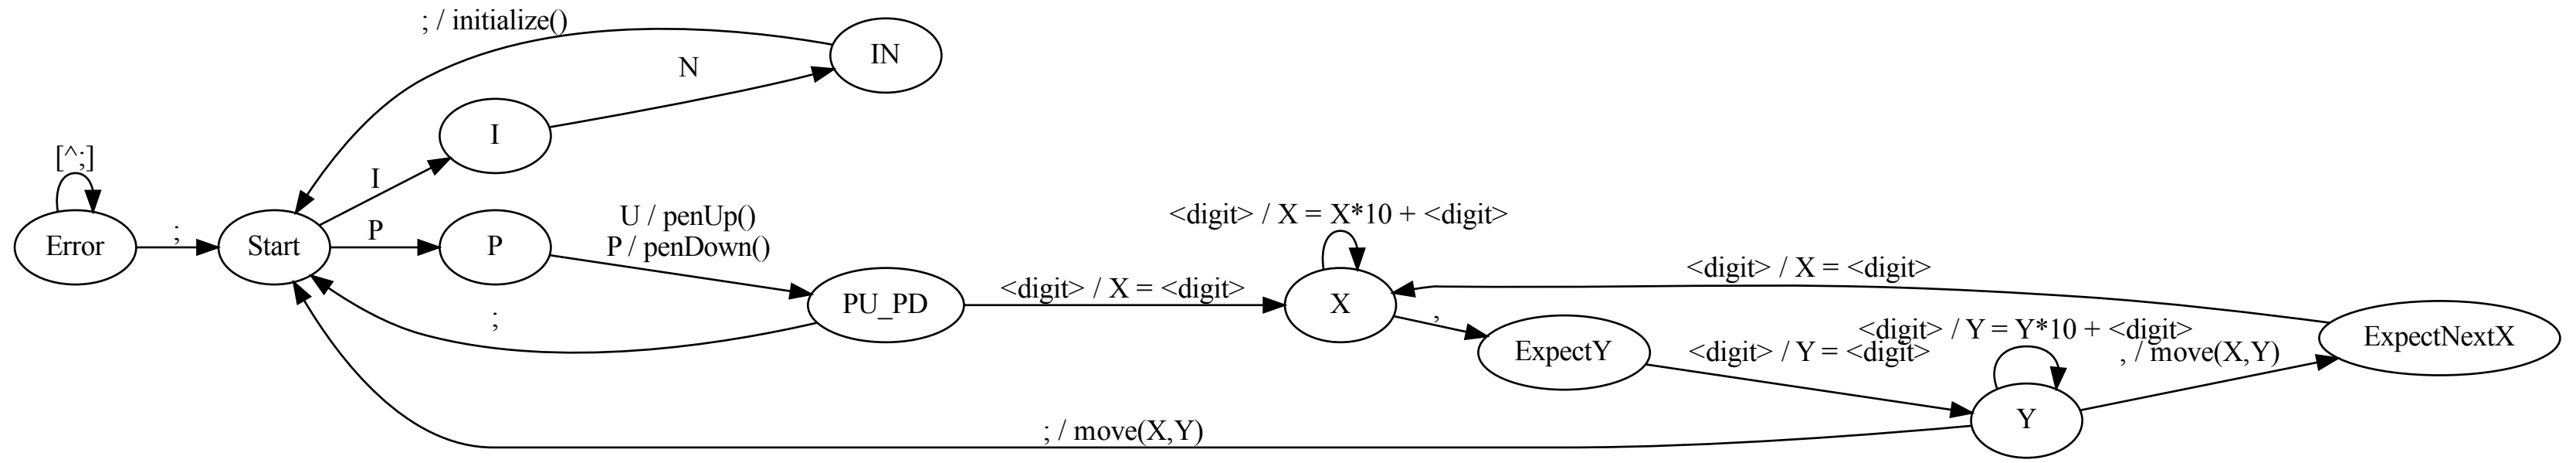 ; / initialize()
IN
N
I
I
[^;]
Error
;
Start
P
P
U / penUp()
P / penDown()
PU_PD
;
<digit> / X = <digit>
<digit> / X = X*10 + <digit>
X
,
ExpectY
<digit> / X = <digit>
<digit> / Y = <digit>
<digit> / Y = Y*10 + <digit>
Y
, / move(X,Y)
ExpectNextX
; / move(X,Y)